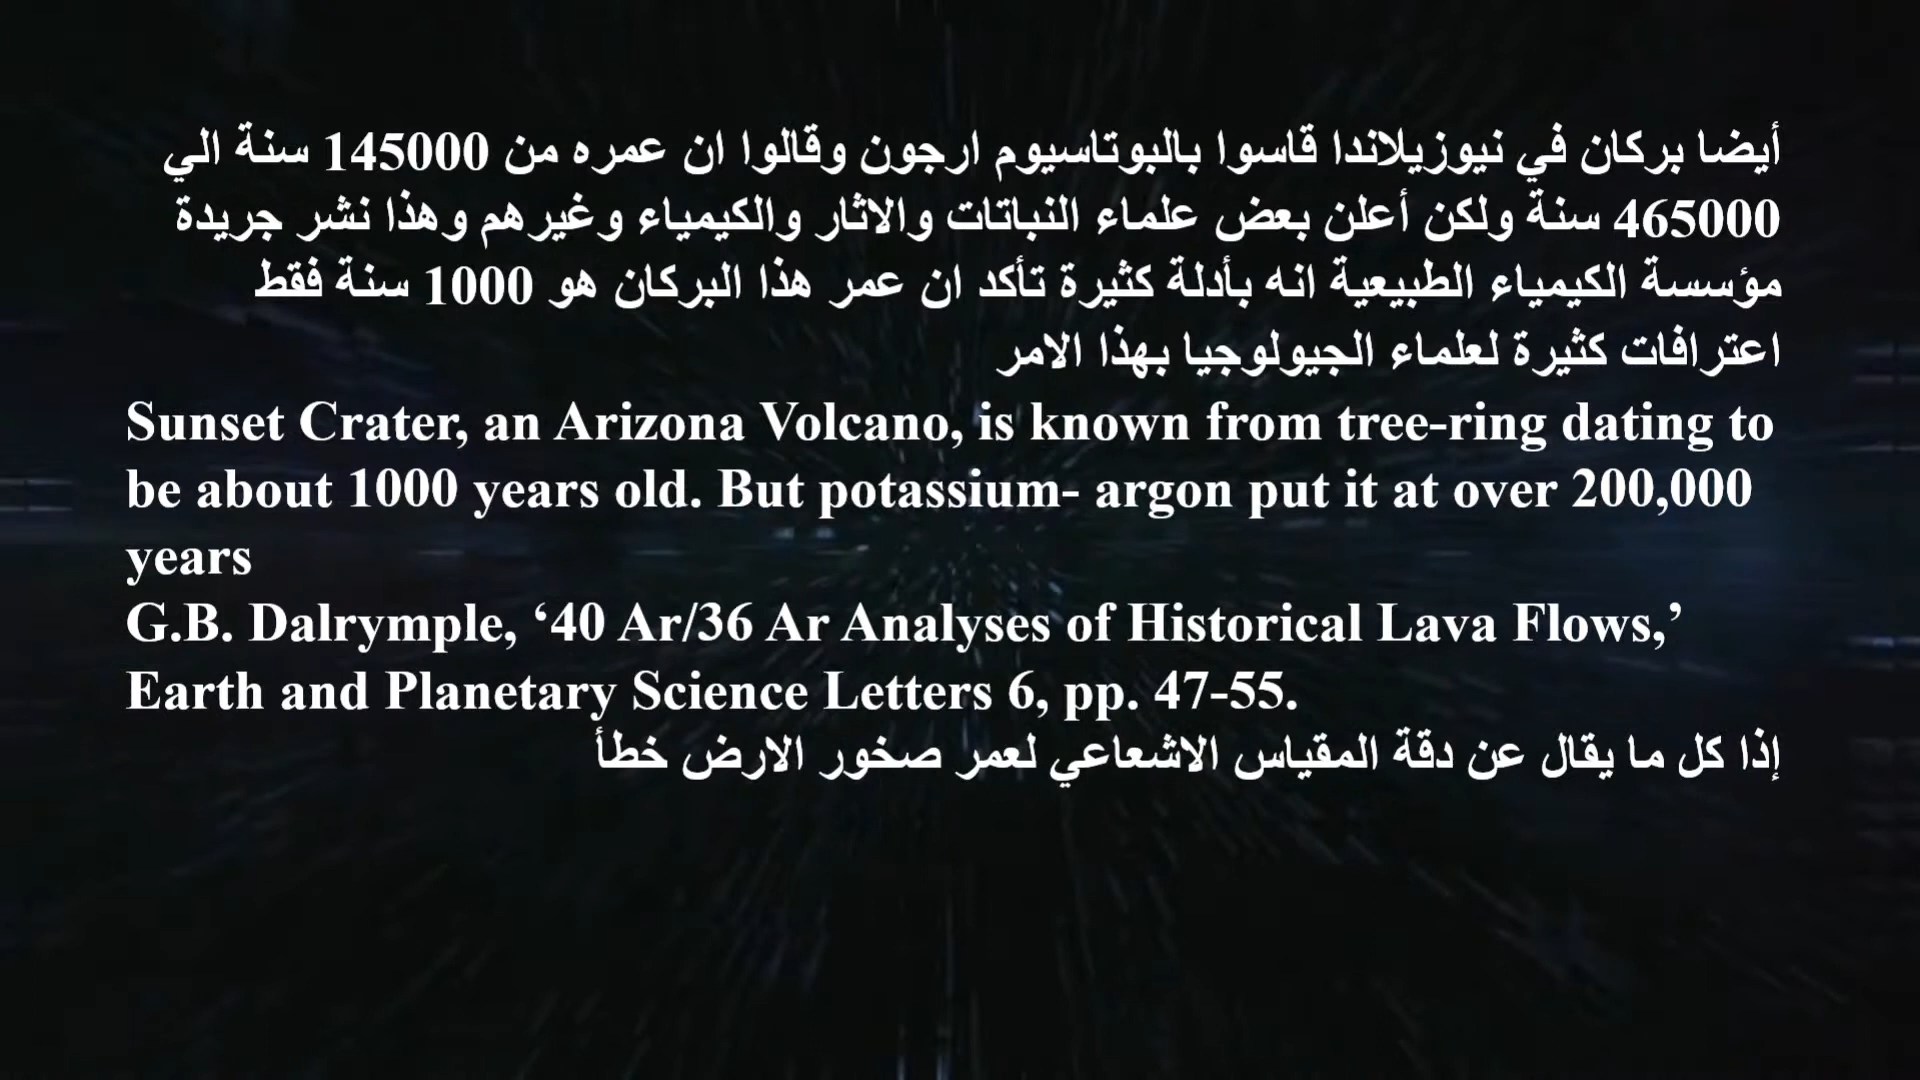 أيضا بركان في نيوزيلاندا قاسوا بالبوتاسيوم ارجون وقالوا ان عمره من 145000 سنة الي
465000 سنة ولكن أعلن بعض علماء النباتات والاثار والكيمياء وغيرهم وهذا نشر جريدة
مؤسسة الكيمياء الطبيعية انه بأدلة كثيرة تأكد ان عمر هذا البركان هو 1000 سنة فقط
اعترافات كثيرة لعلماء الجيولوجيا بهذا الامر
Sunset Crater, an Arizona Volcano, is known from tree-ring dating to
be about 1000 years old. But potassium- argon put it at over 200,000
years
G.B. Dalrymple, ‘40 Ar/36 Ar Analyses of Historical Lava Flows,’
Earth and Planetary Science Letters 6, pp. 47-55.
إذا كل ما يقال عن دقة المقياس الاشعاعي لعمر صخور الارض خطأ